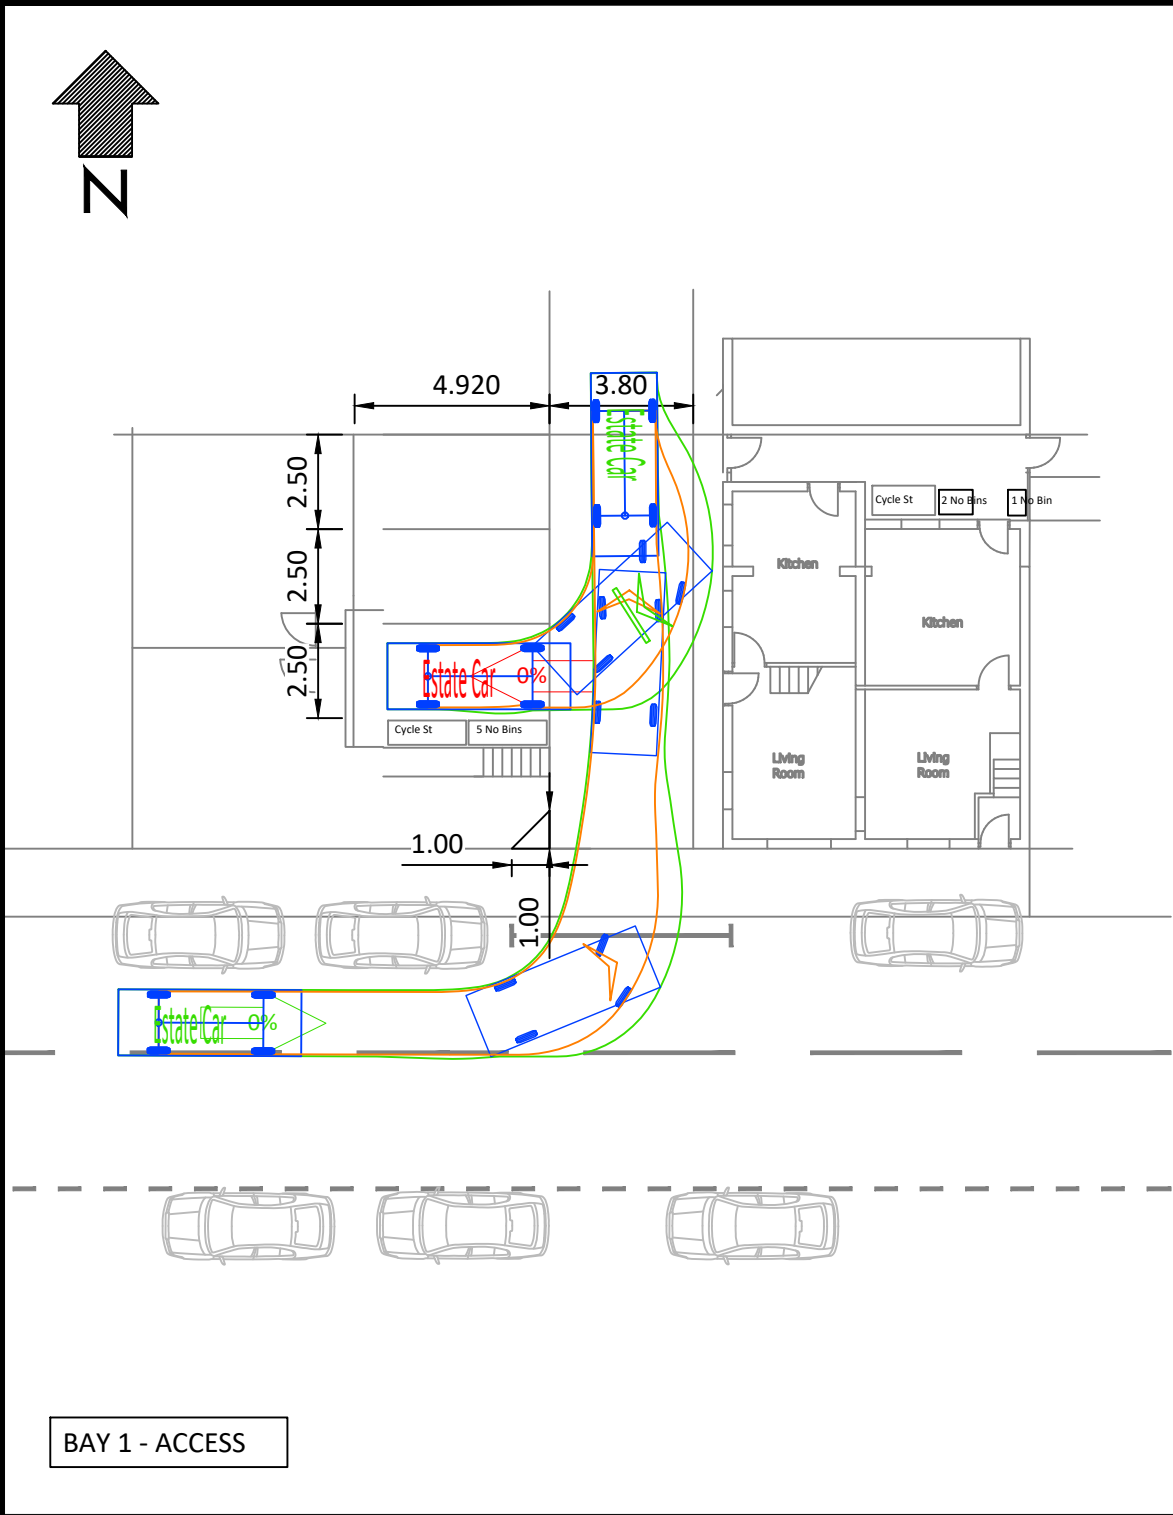 N
4.920
3.80
Estate Car
2.50
2.50
2.50
Cycle St
2 No Bins
1 No Bin
Kitchen
Kitchen
Estate Car
0%
Cycle St
5 No Bins
Living
Room
Living
Room
1.00
1.00
Estate Car
0%
BAY 1 - ACCESS